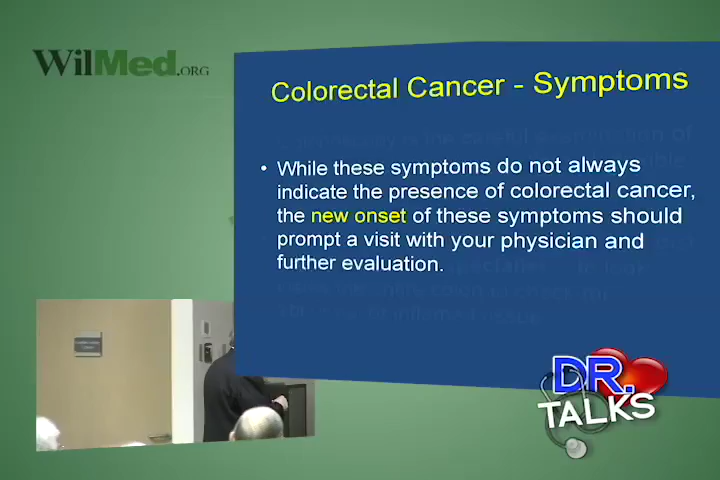 WilMed.ORG
Colorectal Cancer - Symptoms
• While these symptoms do not always
indicate the presence of colorectal cancer,
the new onset of these symptoms should
prompt a visit with your physician and
further evaluation.
DR.
TALKS